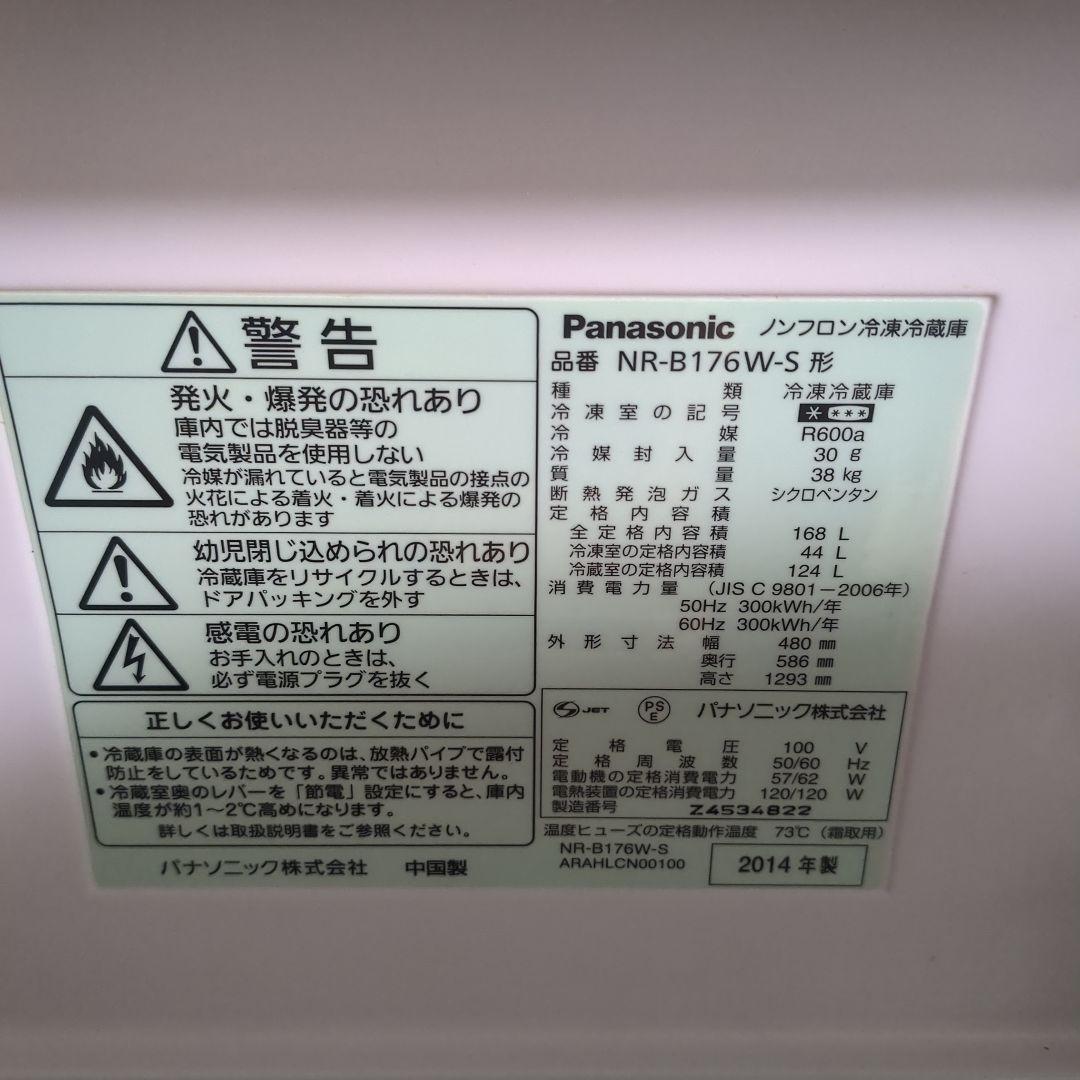 警告
発火・爆発の恐れあり
庫内では脱臭器等の
電気製品を使用しない
冷媒が漏れていると電気製品の接点の
火花による着火・着火による爆発の
恐れがあります
幼児閉じ込められの恐れあり
冷蔵庫をリサイクルするときは、
ドアパッキングを外す
感電の恐れあり
お手入れのときは、
必ず電源プラグを抜く
正しくお使いいただくために
•冷蔵庫の表面が熱くなるのは、放熱パイプで露付
防止をしているためです。異常ではありません。
•冷蔵室奥のレバーを「節電」設定にすると、庫内
温度が約1～2℃高めになります。
詳しくは取扱説明書をご参照ください。
パナソニック株式会社 中国製
Panasonic ノンフロン冷凍冷蔵庫
品番 NR-B176W-S 形
種類 冷凍冷蔵庫
冷凍室の記号 * ***
冷媒 R600a
冷媒封入量 30 g
質量 38 kg
断熱発泡ガス シクロペンタン
定格内容積
全定格内容積 168 L
冷凍室の定格内容積 44 L
冷蔵室の定格内容積 124 L
消費電力量 (JIS C 9801－2006年)
50Hz 300kWh/年
60Hz 300kWh/年
外形寸法 幅 480 mm
奥行 586 mm
高さ 1293 mm
S JET PS E パナソニック株式会社
定格電圧 100 V
定格周波数 50/60 Hz
電動機の定格消費電力 57/62 W
電熱装置の定格消費電力 120/120 W
製造番号 Z4534822
温度ヒューズの定格動作温度 73℃（霜取用）
NR-B176W-S
ARAHLCN00100
2014 年製